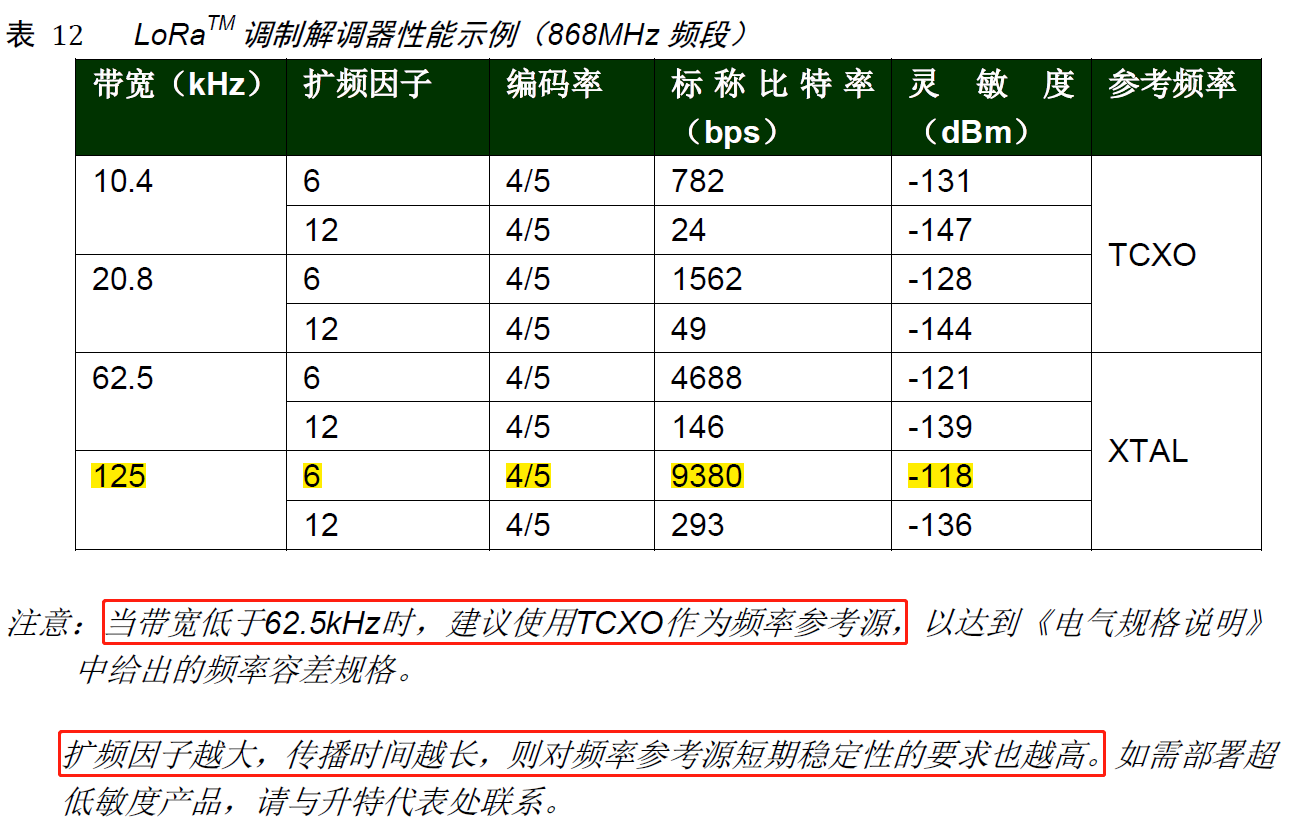 表 12 LoRa™ 调制解调器性能示例（868MHz 频段）
带宽（kHz） 扩频因子 编码率 标称比特率（bps） 灵敏度（dBm） 参考频率
10.4 6 4/5 782 -131 TCXO
12 4/5 24 -147
20.8 6 4/5 1562 -128
12 4/5 49 -144
62.5 6 4/5 4688 -121 XTAL
12 4/5 146 -139
125 6 4/5 9380 -118
12 4/5 293 -136
注意：当带宽低于62.5kHz时，建议使用TCXO作为频率参考源，以达到《电气规格说明》
中给出的频率容差规格。
扩频因子越大，传播时间越长，则对频率参考源短期稳定性的要求也越高。如需部署超
低敏度产品，请与升特代表处联系。